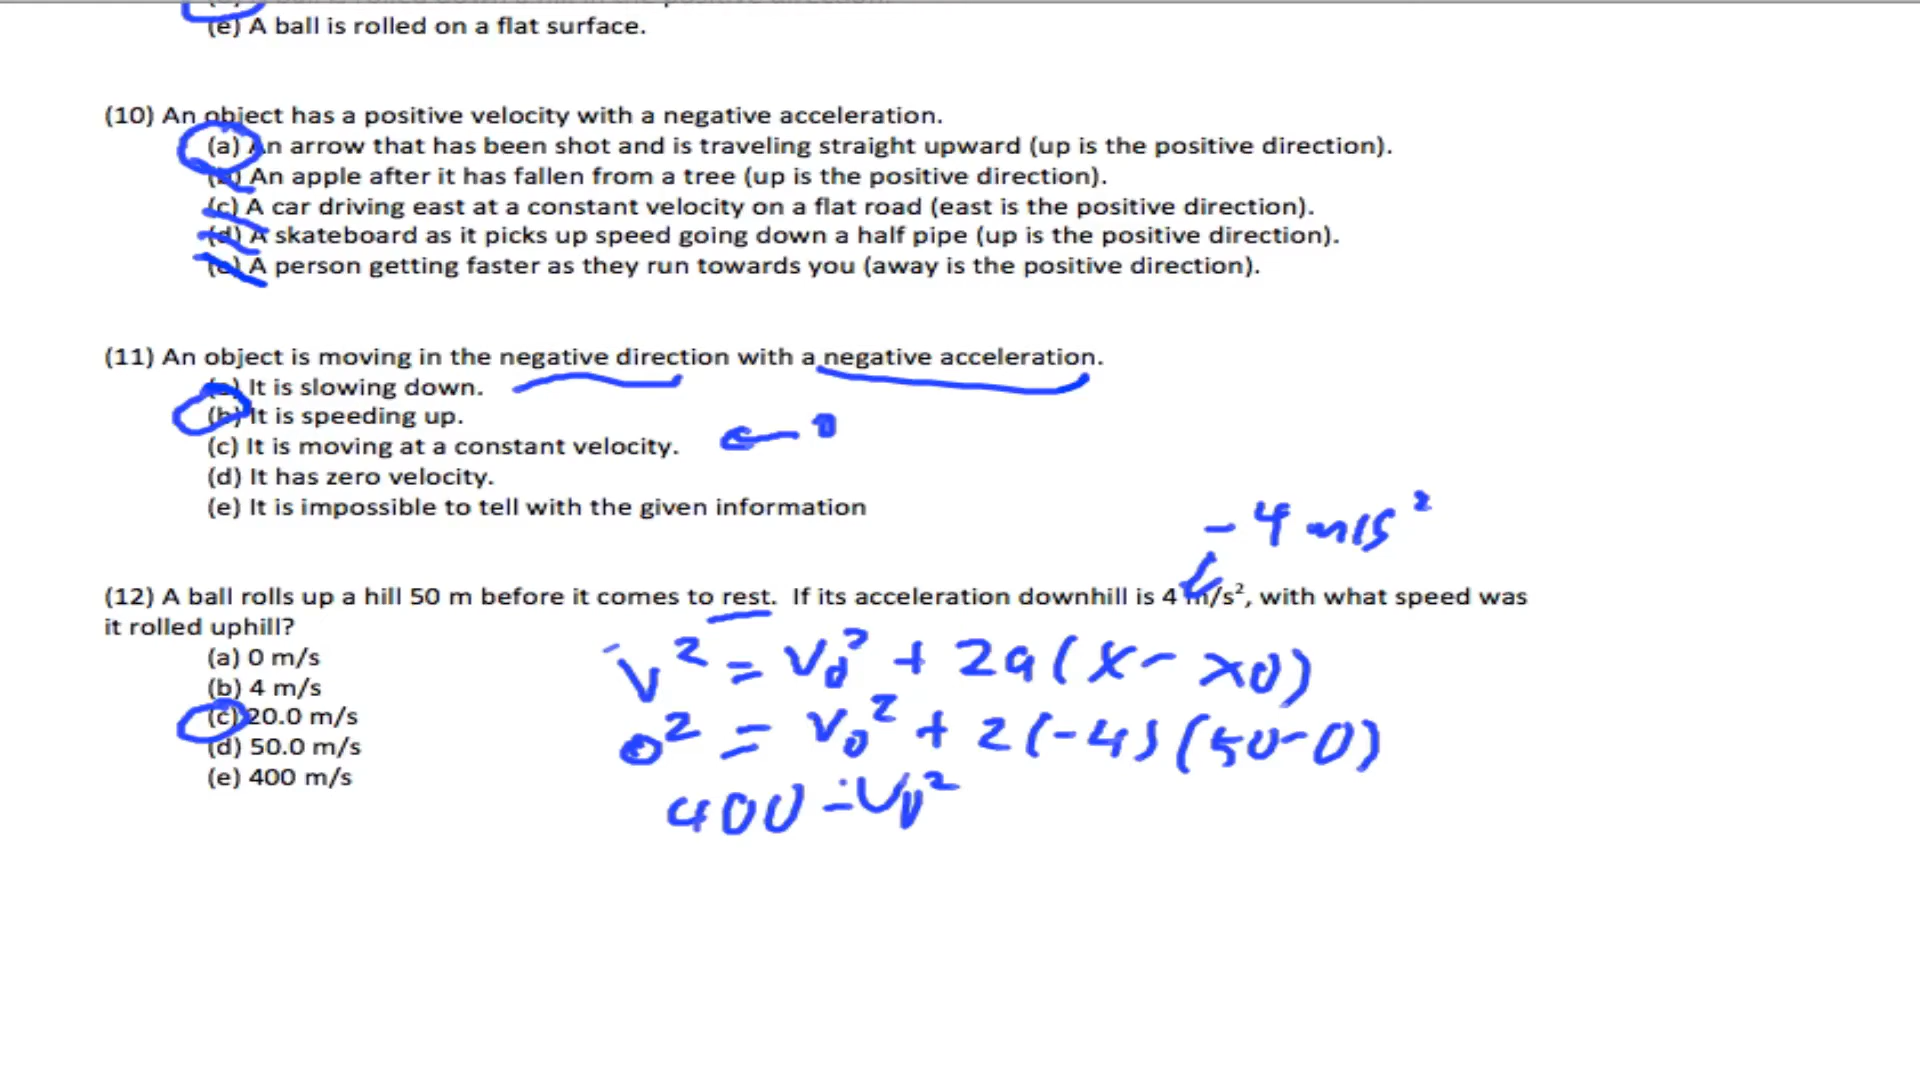 (e) A ball is rolled on a flat surface.
(10) An object has a positive velocity with a negative acceleration.
(a) An arrow that has been shot and is traveling straight upward (up is the positive direction).
(b) An apple after it has fallen from a tree (up is the positive direction).
(c) A car driving east at a constant velocity on a flat road (east is the positive direction).
(d) A skateboard as it picks up speed going down a half pipe (up is the positive direction).
(e) A person getting faster as they run towards you (away is the positive direction).
(11) An object is moving in the negative direction with a negative acceleration.
(a) It is slowing down.
(b) It is speeding up.
(c) It is moving at a constant velocity.
(d) It has zero velocity.
(e) It is impossible to tell with the given information
- 4 m/s²
(12) A ball rolls up a hill 50 m before it comes to rest. If its acceleration downhill is 4 m/s², with what speed was
it rolled uphill?
(a) 0 m/s
(b) 4 m/s
(c) 20.0 m/s
(d) 50.0 m/s
(e) 400 m/s
v² = v₀² + 2a(x - x0)
0² = v₀² + 2(-4)(50-0)
400 = v₀²